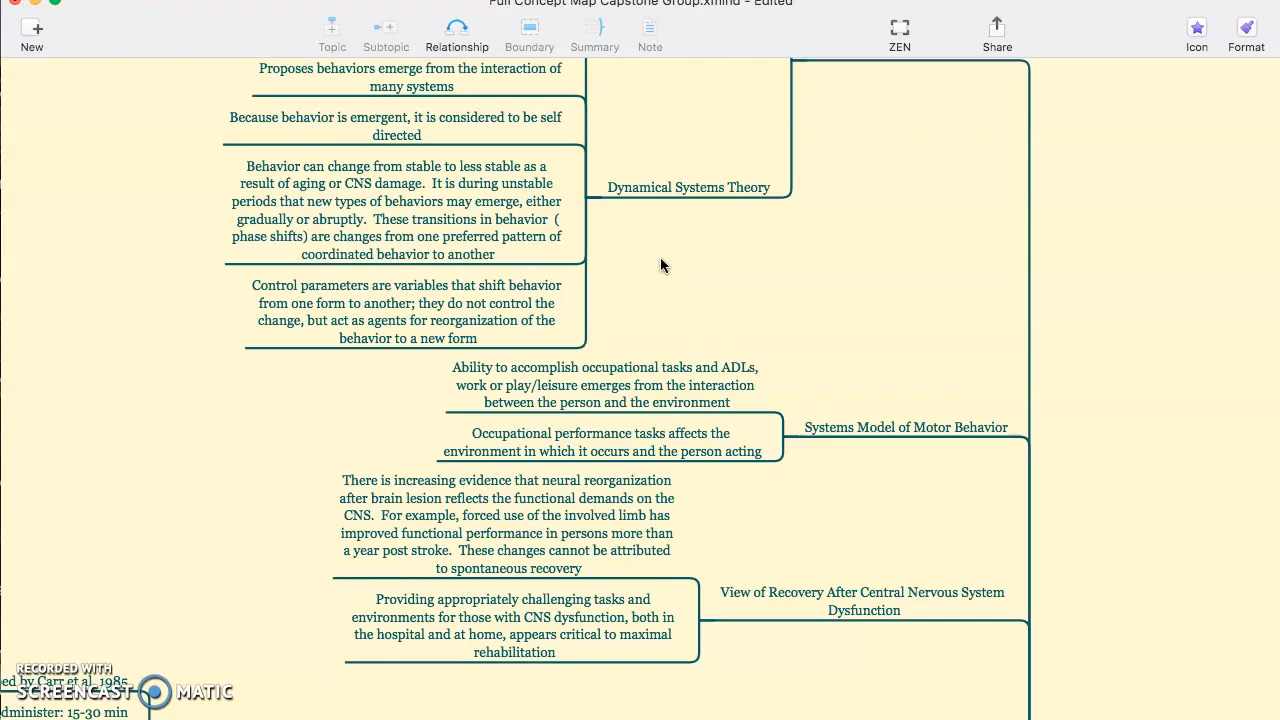 Full Concept Map Capstone Group.xmind - Edited
New
Topic
Subtopic
Relationship
Boundary
Summary
Note
ZEN
Share
Icon
Format
Proposes behaviors emerge from the interaction of
many systems
Because behavior is emergent, it is considered to be self
directed
Behavior can change from stable to less stable as a
result of aging or CNS damage.  It is during unstable
periods that new types of behaviors may emerge, either
gradually or abruptly.  These transitions in behavior  (
phase shifts) are changes from one preferred pattern of
coordinated behavior to another
Dynamical Systems Theory
Control parameters are variables that shift behavior
from one form to another; they do not control the
change, but act as agents for reorganization of the
behavior to a new form
Ability to accomplish occupational tasks and ADLs,
work or play/leisure emerges from the interaction
between the person and the environment
Occupational performance tasks affects the
environment in which it occurs and the person acting
Systems Model of Motor Behavior
There is increasing evidence that neural reorganization
after brain lesion reflects the functional demands on the
CNS.  For example, forced use of the involved limb has
improved functional performance in persons more than
a year post stroke.  These changes cannot be attributed
to spontaneous recovery
Providing appropriately challenging tasks and
environments for those with CNS dysfunction, both in
the hospital and at home, appears critical to maximal
rehabilitation
View of Recovery After Central Nervous System
Dysfunction
RECORDED WITH
SCREENCAST MATIC
ed by Carr et al. 1985
dminister: 15-30 min